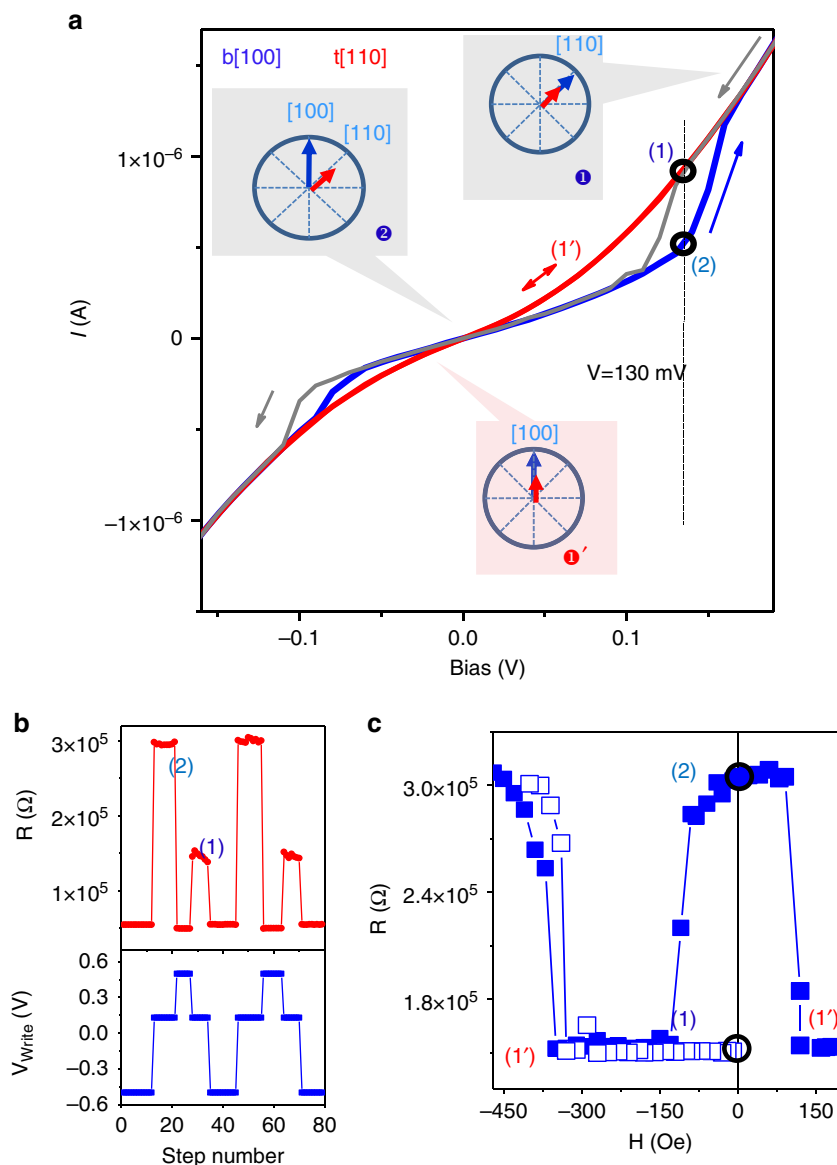 a
b[100] t[110]
[110]
[100]
[110]
❶
❷
(1)
(2)
(1′)
V=130 mV
[100]
❶′
I (A)
1×10⁻⁶
0
−1×10⁻⁶
−0.1 0.0 0.1
Bias (V)
b
R (Ω)
3×10⁵
2×10⁵
1×10⁵
(2)
(1)
V_Write (V)
0.6
0.3
0.0
−0.3
−0.6
0 20 40 60 80
Step number
c
R (Ω)
3.0×10⁵
2.4×10⁵
1.8×10⁵
(2)
(1)
(1′)
(1′)
−450 −300 −150 0 150
H (Oe)